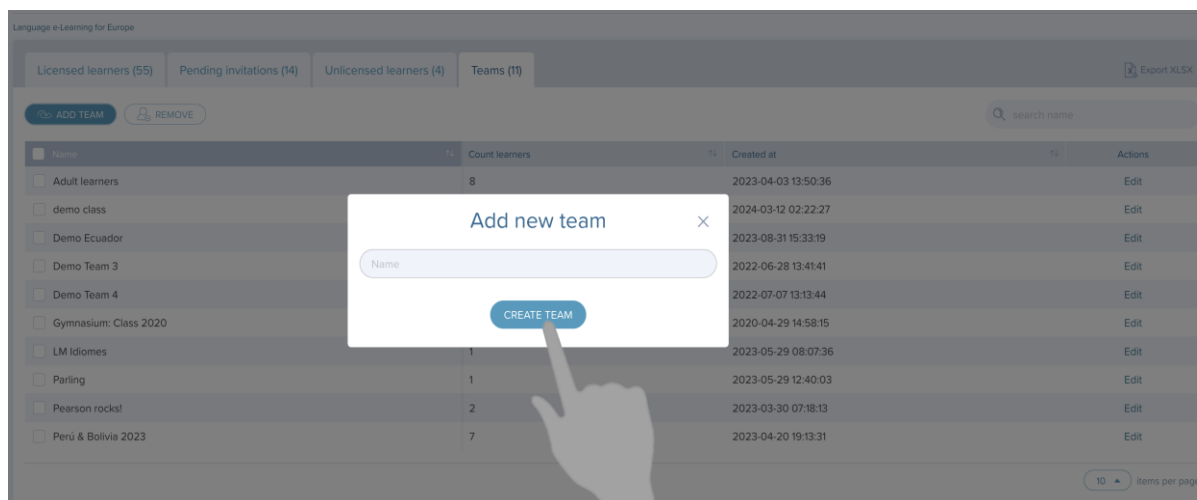 Language e-Learning for Europe
Licensed learners (55) Pending invitations (14) Unlicensed learners (4) Teams (11) Export XLSX
ADD TEAM REMOVE search name
Name Count learners Created at Actions
Adult learners 8 2023-04-03 13:50:36 Edit
demo class 2024-03-12 02:22:27 Edit
Demo Ecuador 2023-08-31 15:33:19 Edit
Demo Team 3 2022-06-28 13:41:41 Edit
Demo Team 4 2022-07-07 13:13:44 Edit
Gymnasium: Class 2020 2020-04-29 14:58:15 Edit
LM Idiomes 1 2023-05-29 08:07:36 Edit
Parling 1 2023-05-29 12:40:03 Edit
Pearson rocks! 2 2023-03-30 07:18:13 Edit
Perú & Bolivia 2023 7 2023-04-20 19:13:31 Edit
10 items per page
Add new team
Name
CREATE TEAM